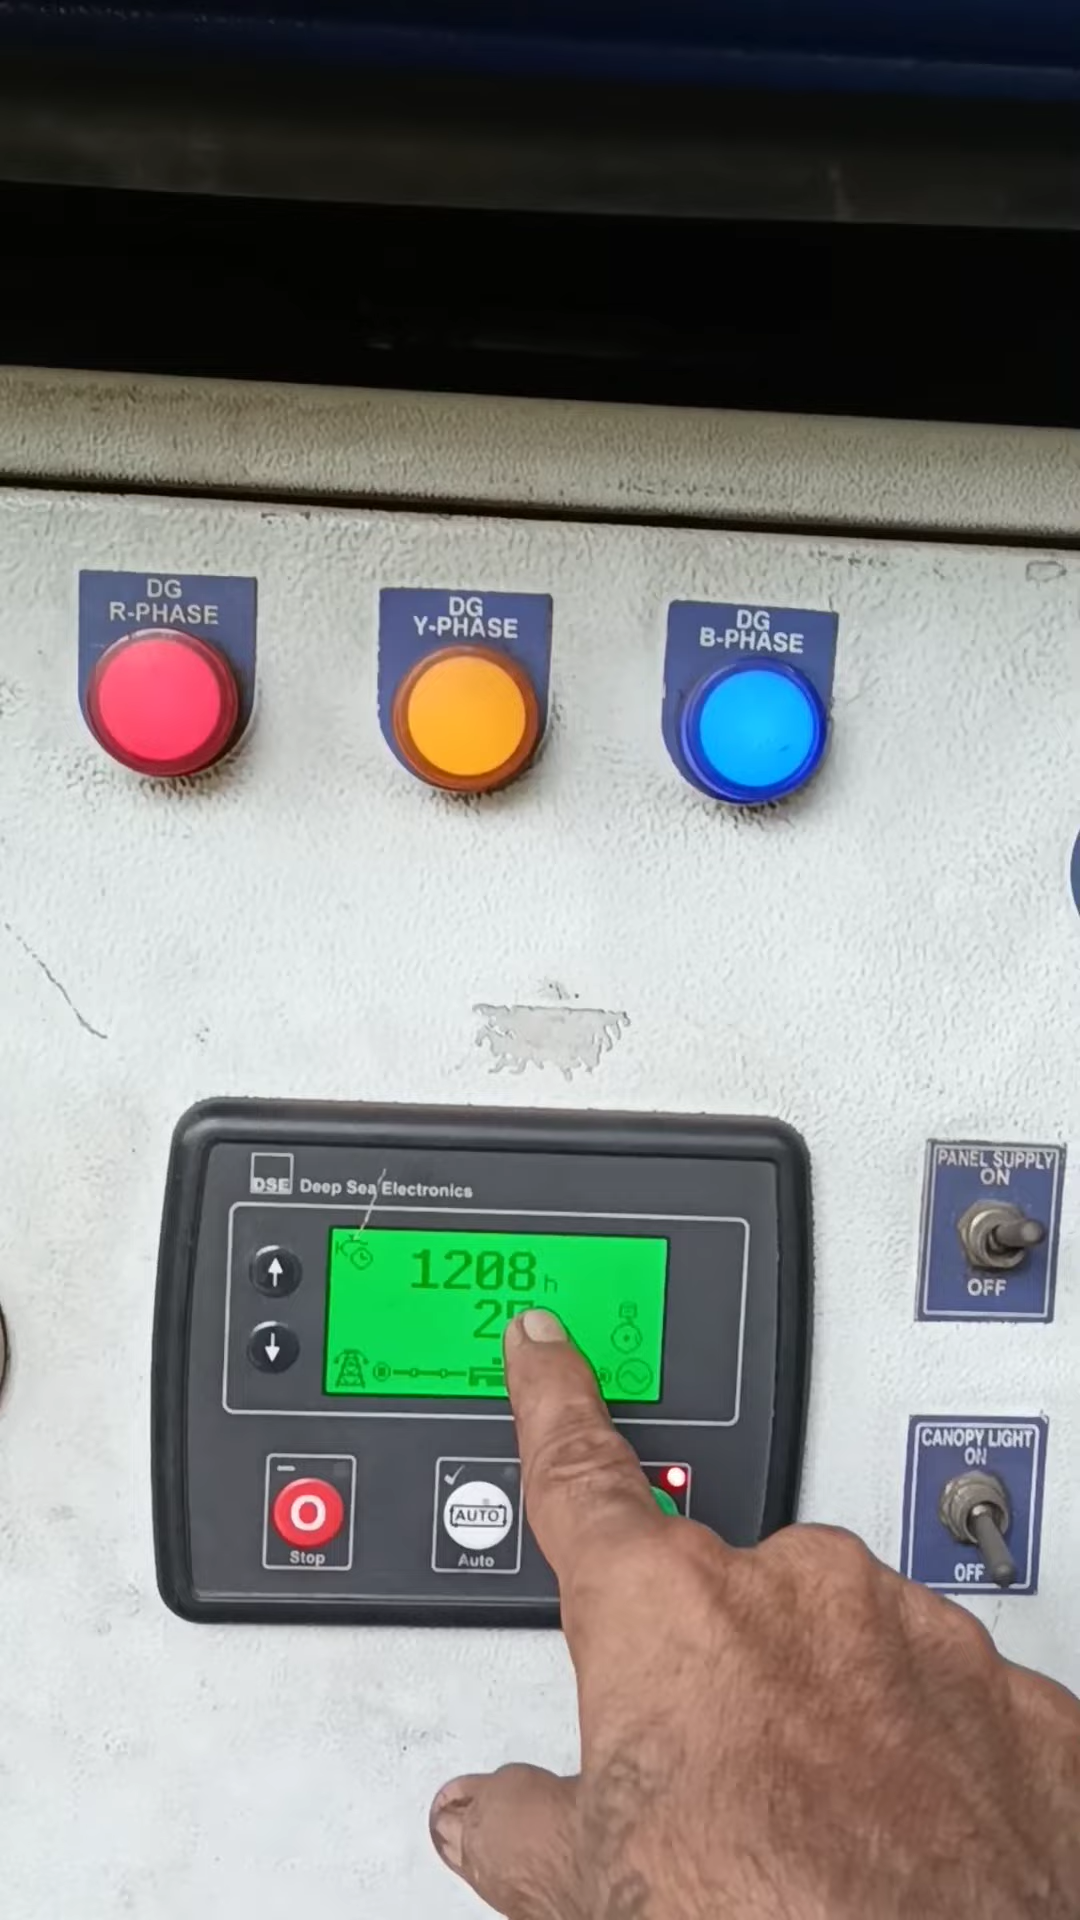 DG
R-PHASE
DG
Y-PHASE
DG
B-PHASE
DSE Deep Sea Electronics
1208 h
PANEL SUPPLY
ON
OFF
CANOPY LIGHT
ON
OFF
Stop
AUTO
Auto